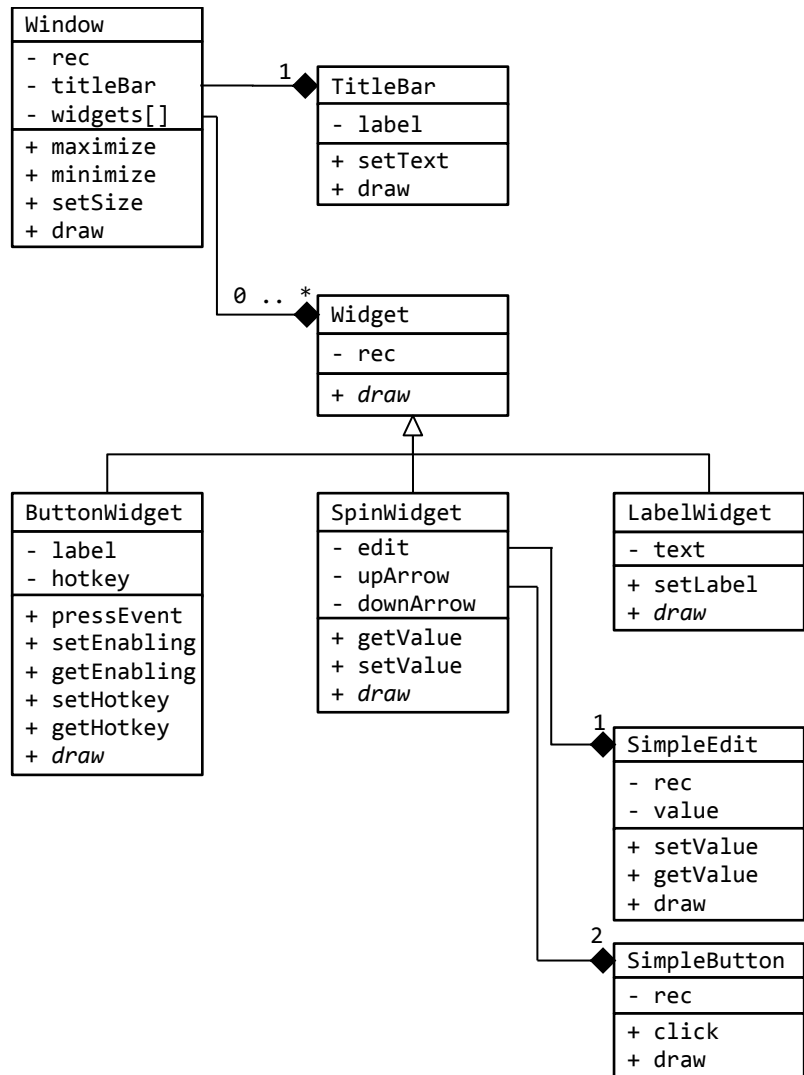 Window
- rec
- titleBar
- widgets[]
+ maximize
+ minimize
+ setSize
+ draw
1
TitleBar
- label
+ setText
+ draw
0 .. *
Widget
- rec
+ draw
ButtonWidget
- label
- hotkey
+ pressEvent
+ setEnabling
+ getEnabling
+ setHotkey
+ getHotkey
+ draw
SpinWidget
- edit
- upArrow
- downArrow
+ getValue
+ setValue
+ draw
LabelWidget
- text
+ setLabel
+ draw
1
SimpleEdit
- rec
- value
+ setValue
+ getValue
+ draw
2
SimpleButton
- rec
+ click
+ draw